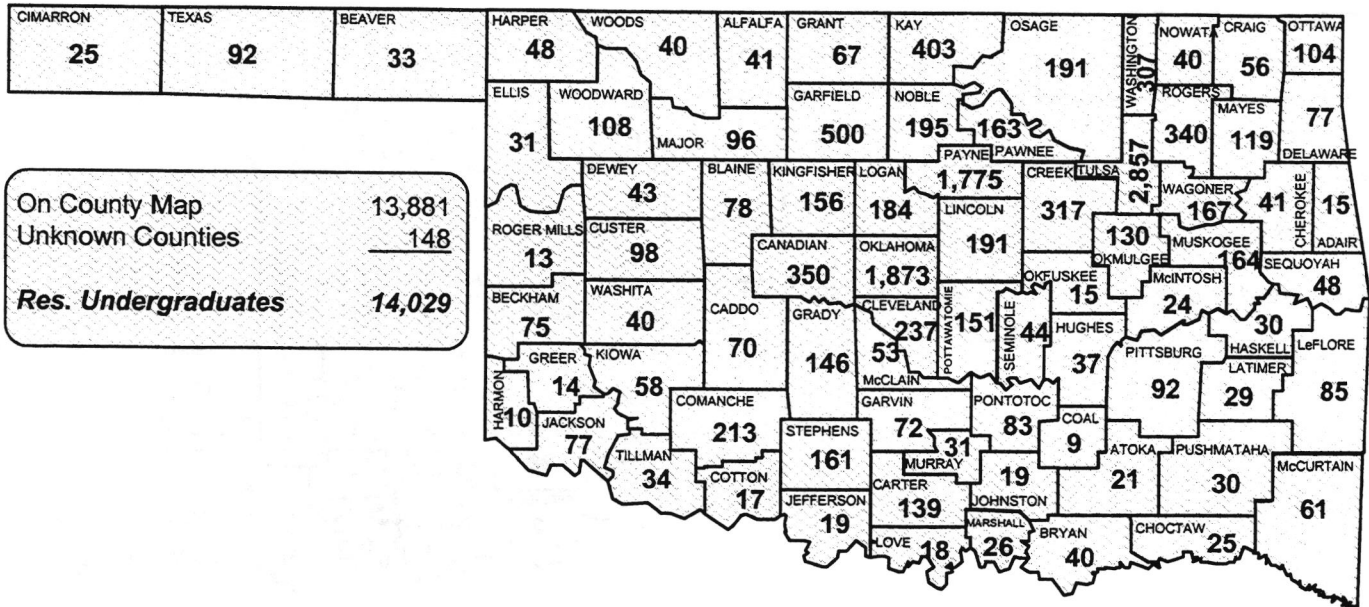 CIMARRON
25
TEXAS
92
BEAVER
33
HARPER
48
WOODS
40
ALFALFA
41
GRANT
67
KAY
403
OSAGE
191
WASHINGTON
307
NOWATA
40
CRAIG
56
OTTAWA
104
ELLIS
31
WOODWARD
108
MAJOR
96
GARFIELD
500
NOBLE
195
163
PAWNEE
ROGERS
340
MAYES
119
77
DELAWARE
On County Map 13,881
Unknown Counties 148
Res. Undergraduates 14,029
DEWEY
43
BLAINE
78
KINGFISHER
156
LOGAN
184
PAYNE
1,775
CREEK
317
TULSA
2,857
WAGONER
167
41
CHEROKEE
15
ADAIR
ROGER MILLS
13
CUSTER
98
CANADIAN
350
OKLAHOMA
1,873
LINCOLN
191
130
OKMULGEE
MUSKOGEE
164
SEQUOYAH
48
BECKHAM
75
WASHITA
40
CADDO
70
GRADY
146
CLEVELAND
237
53
McCLAIN
POTTAWATOMIE
151
SEMINOLE
44
OKFUSKEE
15
McINTOSH
24
30
HASKELL
HUGHES
37
PITTSBURG
92
LATIMER
29
LeFLORE
85
GREER
14
KIOWA
58
HARMON
10
JACKSON
77
COMANCHE
213
GARVIN
72
PONTOTOC
83
COAL
9
TILLMAN
34
COTTON
17
STEPHENS
161
31
MURRAY
19
JOHNSTON
ATOKA
21
PUSHMATAHA
30
McCURTAIN
61
JEFFERSON
19
CARTER
139
LOVE
18
MARSHALL
26
BRYAN
40
CHOCTAW
25